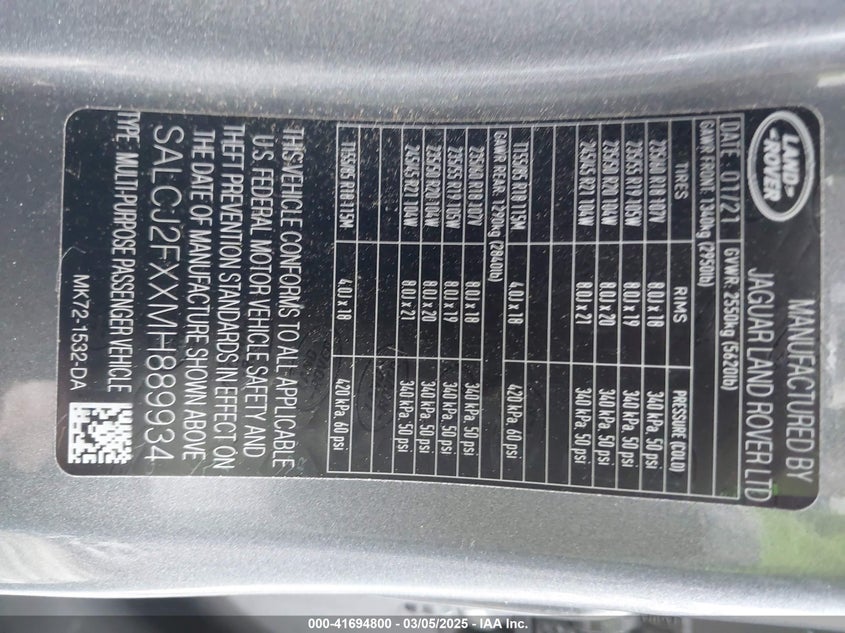 LAND-
ROVER
MANUFACTURED BY
JAGUAR LAND ROVER LTD
DATE: 01/21 GVWR: 2550kg (5620lb)
GAWR FRONT: 1340kg (2950lb)
TIRES RIMS PRESSURE (COLD)
235/60 R18 107V 8.0J x 18 340 kPa, 50 psi
235/55 R19 105W 8.0J x 19 340 kPa, 50 psi
235/50 R20 104W 8.0J x 20 340 kPa, 50 psi
245/45 R21 104W 8.0J x 21 340 kPa, 50 psi
T155/85 R18 115M 4.0J x 18 420 kPa, 60 psi
GAWR REAR: 1290kg (2840lb)
235/60 R18 107V 8.0J x 18 340 kPa, 50 psi
235/55 R19 105W 8.0J x 19 340 kPa, 50 psi
235/50 R20 104W 8.0J x 20 340 kPa, 50 psi
245/45 R21 104W 8.0J x 21 340 kPa, 50 psi
T155/85 R18 115M 4.0J x 18 420 kPa, 60 psi
THIS VEHICLE CONFORMS TO ALL APPLICABLE
U.S. FEDERAL MOTOR VEHICLE SAFETY AND
THEFT PREVENTION STANDARDS IN EFFECT ON
THE DATE OF MANUFACTURE SHOWN ABOVE
SALCJ2FXXMH889934
TYPE: MULTI PURPOSE PASSENGER VEHICLE
MK72-1532-DA
000-41694800 - 03/05/2025 - IAA Inc.